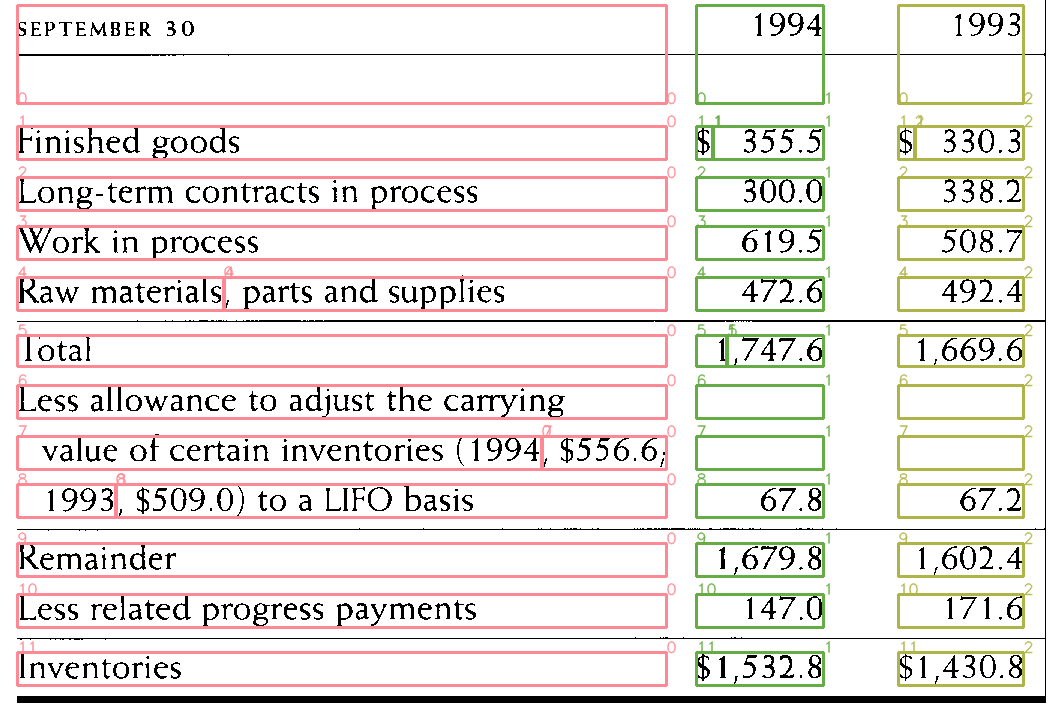 SEPTEMBER 30 1994 1993
Finished goods $ 355.5 $ 330.3
Long-term contracts in process 300.0 338.2
Work in process 619.5 508.7
Raw materials, parts and supplies 472.6 492.4
Total 1,747.6 1,669.6
Less allowance to adjust the carrying
value of certain inventories (1994, $556.6;
1993, $509.0) to a LIFO basis 67.8 67.2
Remainder 1,679.8 1,602.4
Less related progress payments 147.0 171.6
Inventories $1,532.8 $1,430.8